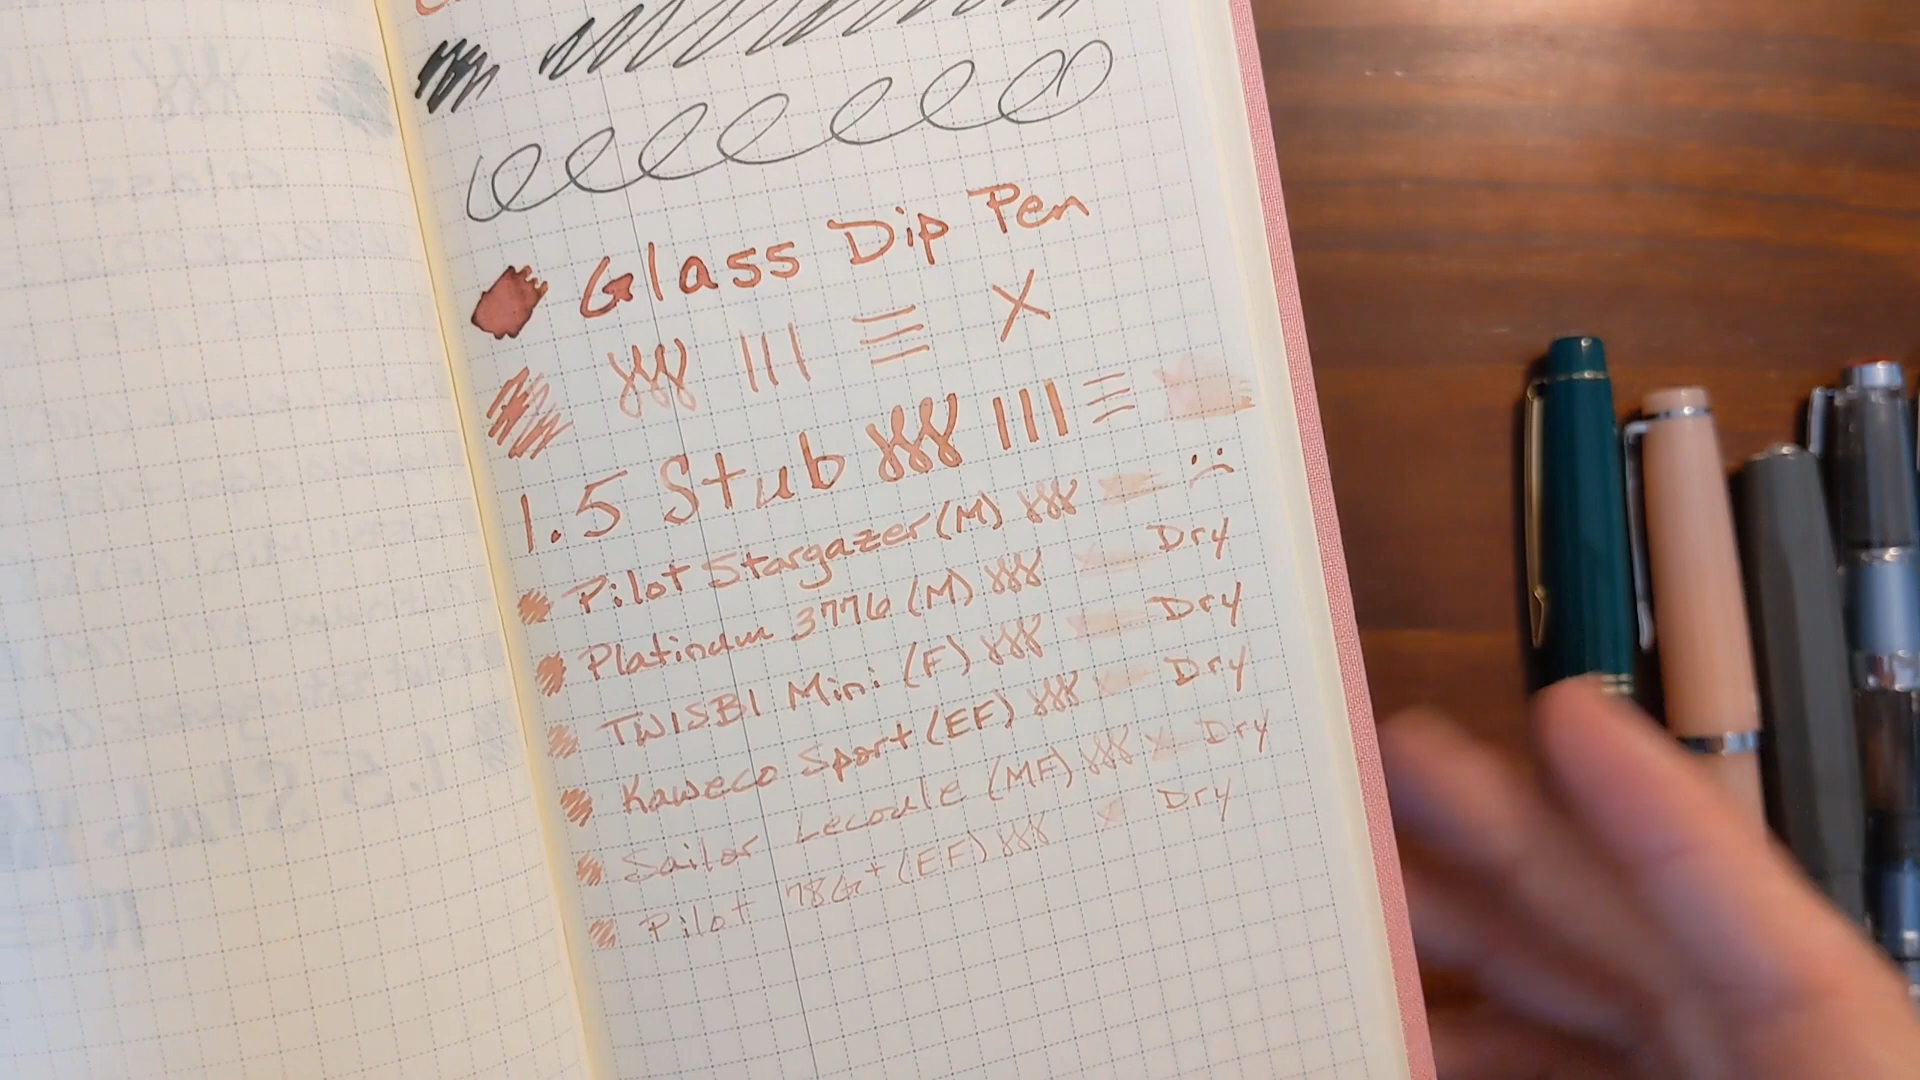 Glass Dip Pen
X
1.5 Stub
Pilot Stargazer (M) :(
Platinum 3776 (M) Dry
TWISBI Mini (F) Dry
Kaweco Sport (EF) Dry
Sailor Lecoule (MF) Dry
Pilot 78G+ (EF) Dry